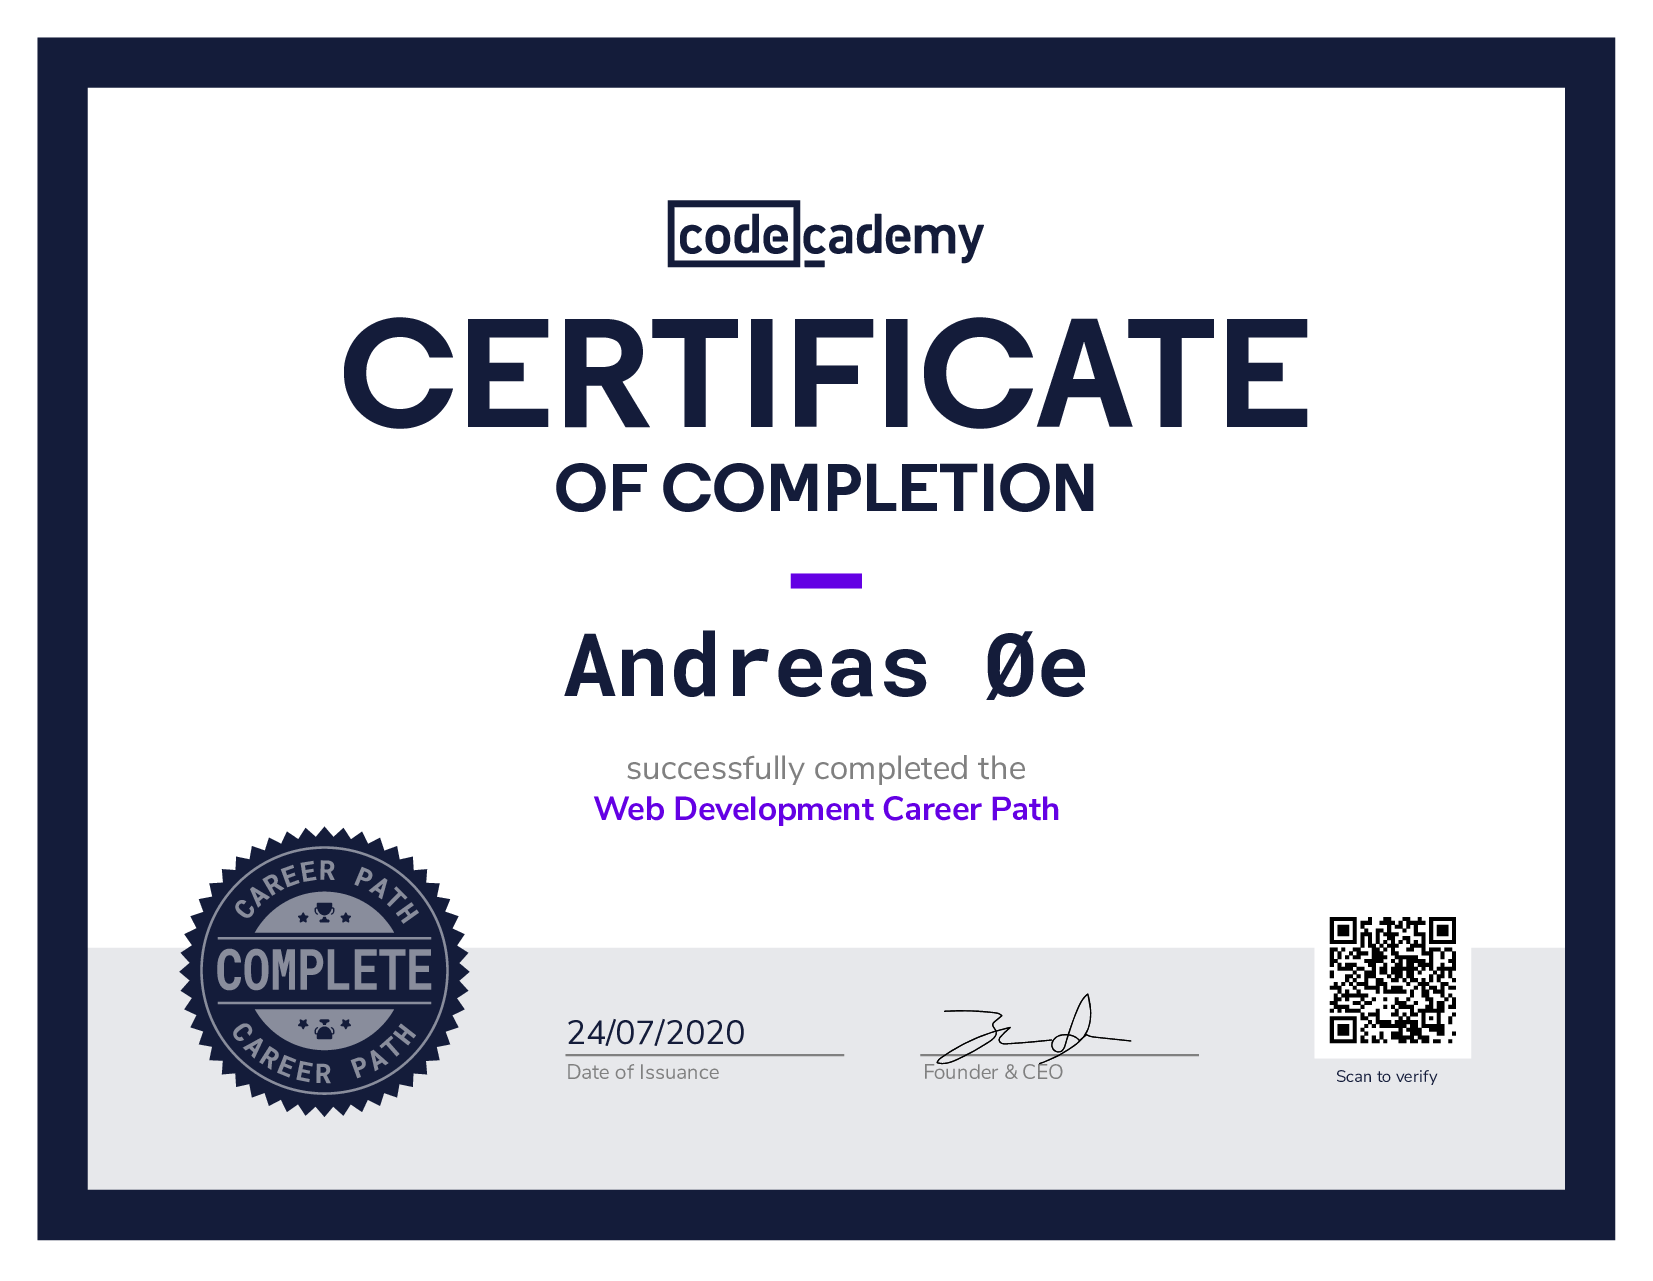 codecademy
CERTIFICATE
OF COMPLETION
Andreas Øe
successfully completed the
Web Development Career Path
CAREER PATH
COMPLETE
CAREER PATH
24/07/2020
Date of Issuance
Founder & CEO
Scan to verify